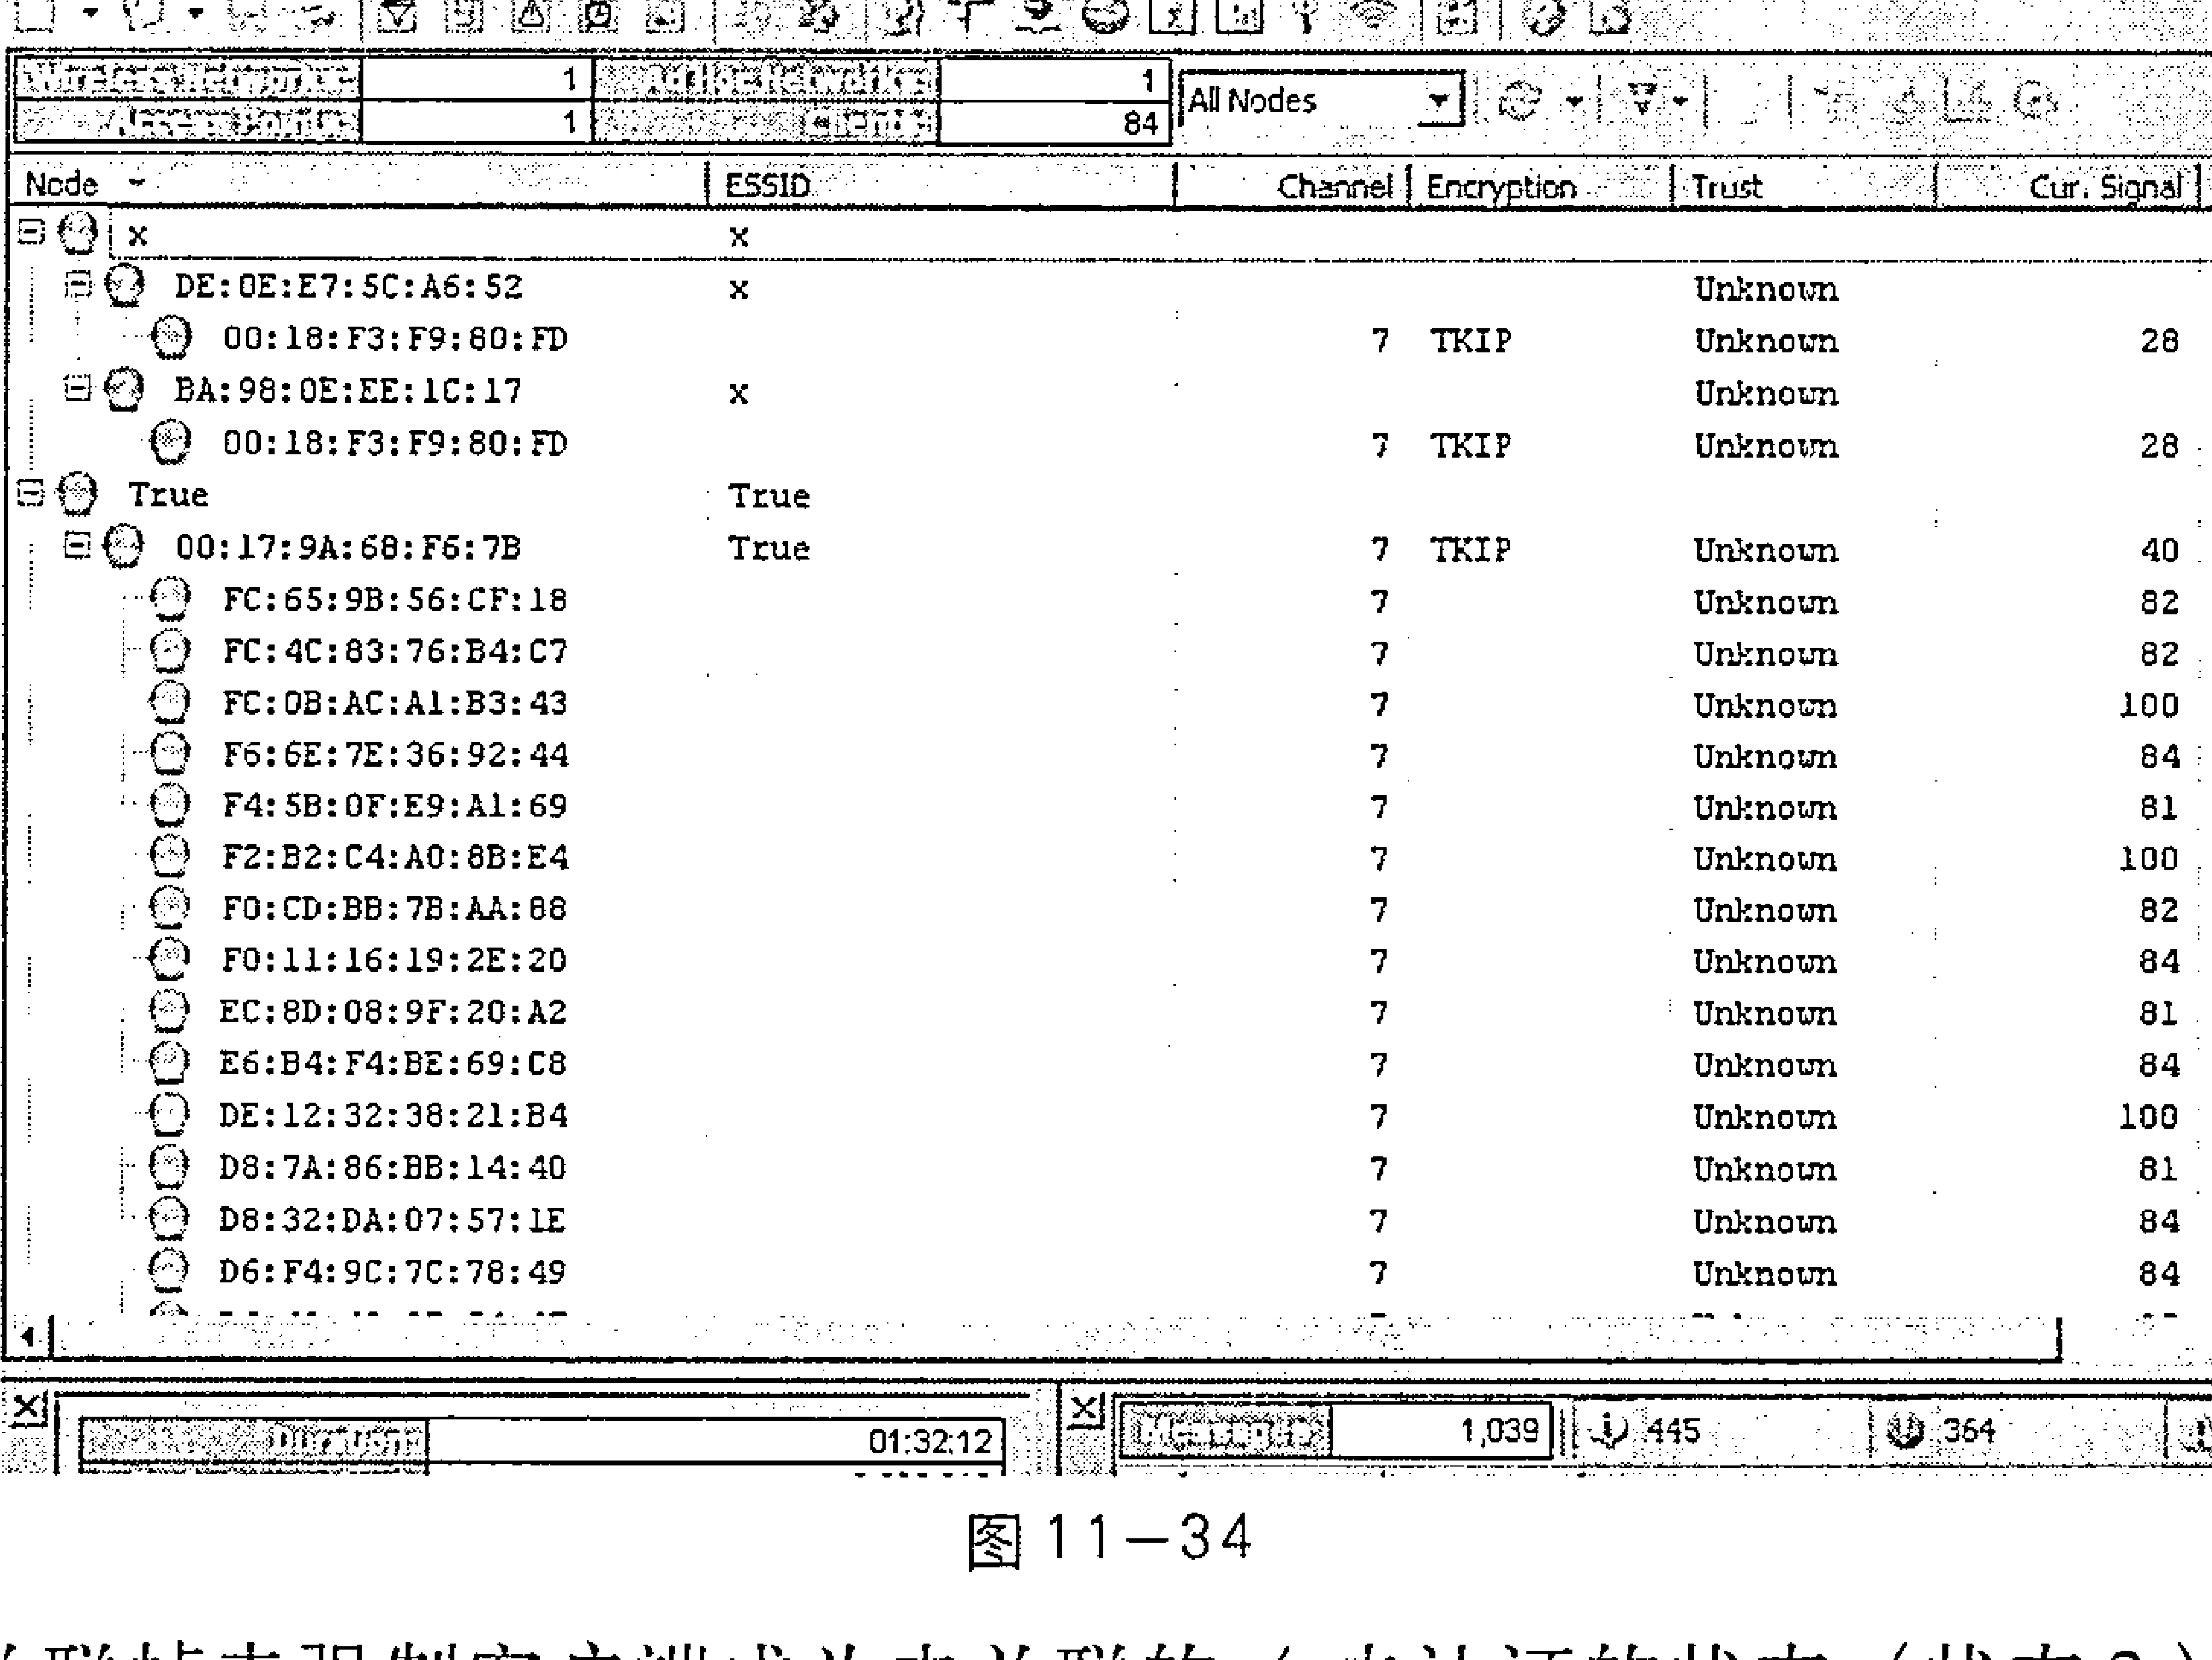 Wireless Networks 1 Ad Hoc Networks 1 All Nodes
Access Points 1 Clients 84
Node ESSID Channel Encryption Trust Cur. Signal
x x
DE:0E:E7:5C:A6:52 x Unknown
00:18:F3:F9:80:FD 7 TKIP Unknown 28
BA:98:0E:EE:1C:17 x Unknown
00:18:F3:F9:80:FD 7 TKIP Unknown 28
True True
00:17:9A:68:F6:7B True 7 TKIP Unknown 40
FC:65:9B:56:CF:18 7 Unknown 82
FC:4C:83:76:B4:C7 7 Unknown 82
FC:0B:AC:A1:B3:43 7 Unknown 100
F6:6E:7E:36:92:44 7 Unknown 84
F4:5B:0F:E9:A1:69 7 Unknown 81
F2:B2:C4:A0:8B:E4 7 Unknown 100
F0:CD:BB:7B:AA:88 7 Unknown 82
F0:11:16:19:2E:20 7 Unknown 84
EC:8D:08:9F:20:A2 7 Unknown 81
E6:B4:F4:BE:69:C8 7 Unknown 84
DE:12:32:38:21:B4 7 Unknown 100
D8:7A:86:BB:14:40 7 Unknown 81
D8:32:DA:07:57:1E 7 Unknown 84
D6:F4:9C:7C:78:49 7 Unknown 84
Duration: 01:32:12 Messages: 1,039 445 364
图 11-34